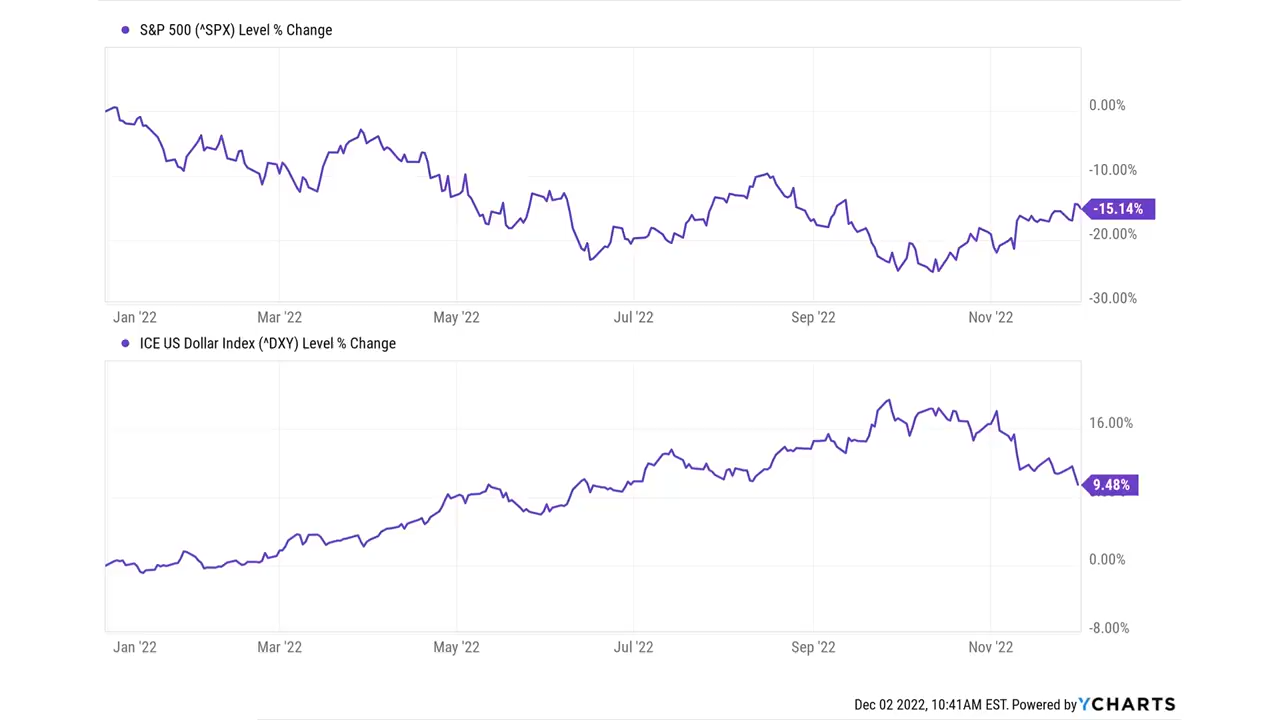 S&P 500 (^SPX) Level % Change
0.00%
-10.00%
-15.14%
-20.00%
-30.00%
Jan '22 Mar '22 May '22 Jul '22 Sep '22 Nov '22
ICE US Dollar Index (^DXY) Level % Change
16.00%
9.48%
0.00%
-8.00%
Jan '22 Mar '22 May '22 Jul '22 Sep '22 Nov '22
Dec 02 2022, 10:41AM EST. Powered by YCHARTS